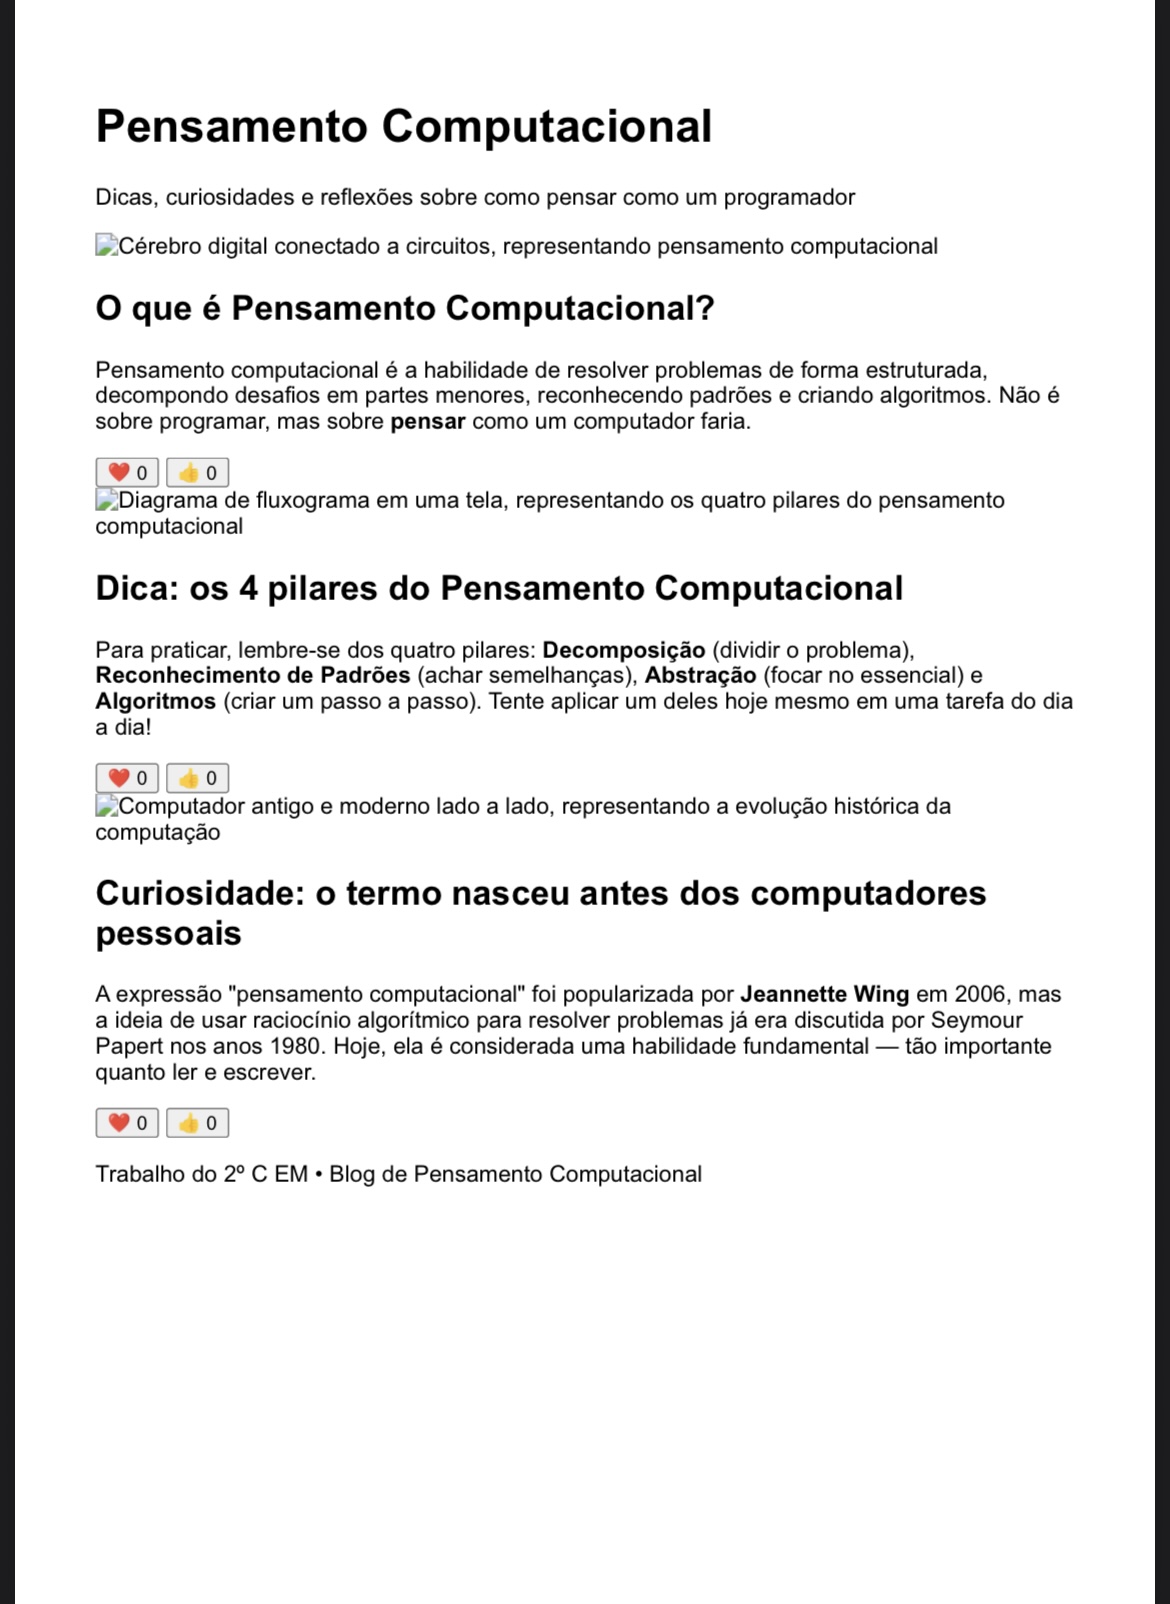 Pensamento Computacional
Dicas, curiosidades e reflexões sobre como pensar como um programador
Cérebro digital conectado a circuitos, representando pensamento computacional
O que é Pensamento Computacional?
Pensamento computacional é a habilidade de resolver problemas de forma estruturada,
decompondo desafios em partes menores, reconhecendo padrões e criando algoritmos. Não é
sobre programar, mas sobre pensar como um computador faria.
❤️ 0 👍 0
Diagrama de fluxograma em uma tela, representando os quatro pilares do pensamento
computacional
Dica: os 4 pilares do Pensamento Computacional
Para praticar, lembre-se dos quatro pilares: Decomposição (dividir o problema),
Reconhecimento de Padrões (achar semelhanças), Abstração (focar no essencial) e
Algoritmos (criar um passo a passo). Tente aplicar um deles hoje mesmo em uma tarefa do dia
a dia!
❤️ 0 👍 0
Computador antigo e moderno lado a lado, representando a evolução histórica da
computação
Curiosidade: o termo nasceu antes dos computadores
pessoais
A expressão "pensamento computacional" foi popularizada por Jeannette Wing em 2006, mas
a ideia de usar raciocínio algorítmico para resolver problemas já era discutida por Seymour
Papert nos anos 1980. Hoje, ela é considerada uma habilidade fundamental — tão importante
quanto ler e escrever.
❤️ 0 👍 0
Trabalho do 2º C EM • Blog de Pensamento Computacional